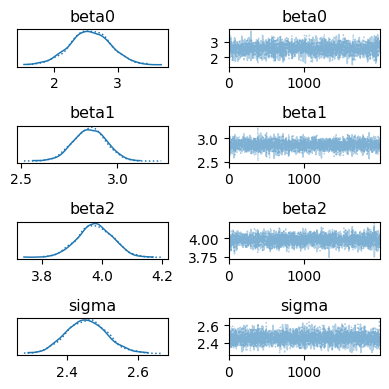 beta0 beta0
3
2
2 3 0 1000
beta1 beta1
3.0
2.5
2.5 3.0 0 1000
beta2 beta2
4.00
3.75
3.8 4.0 4.2 0 1000
sigma sigma
2.6
2.4
2.4 2.6 0 1000